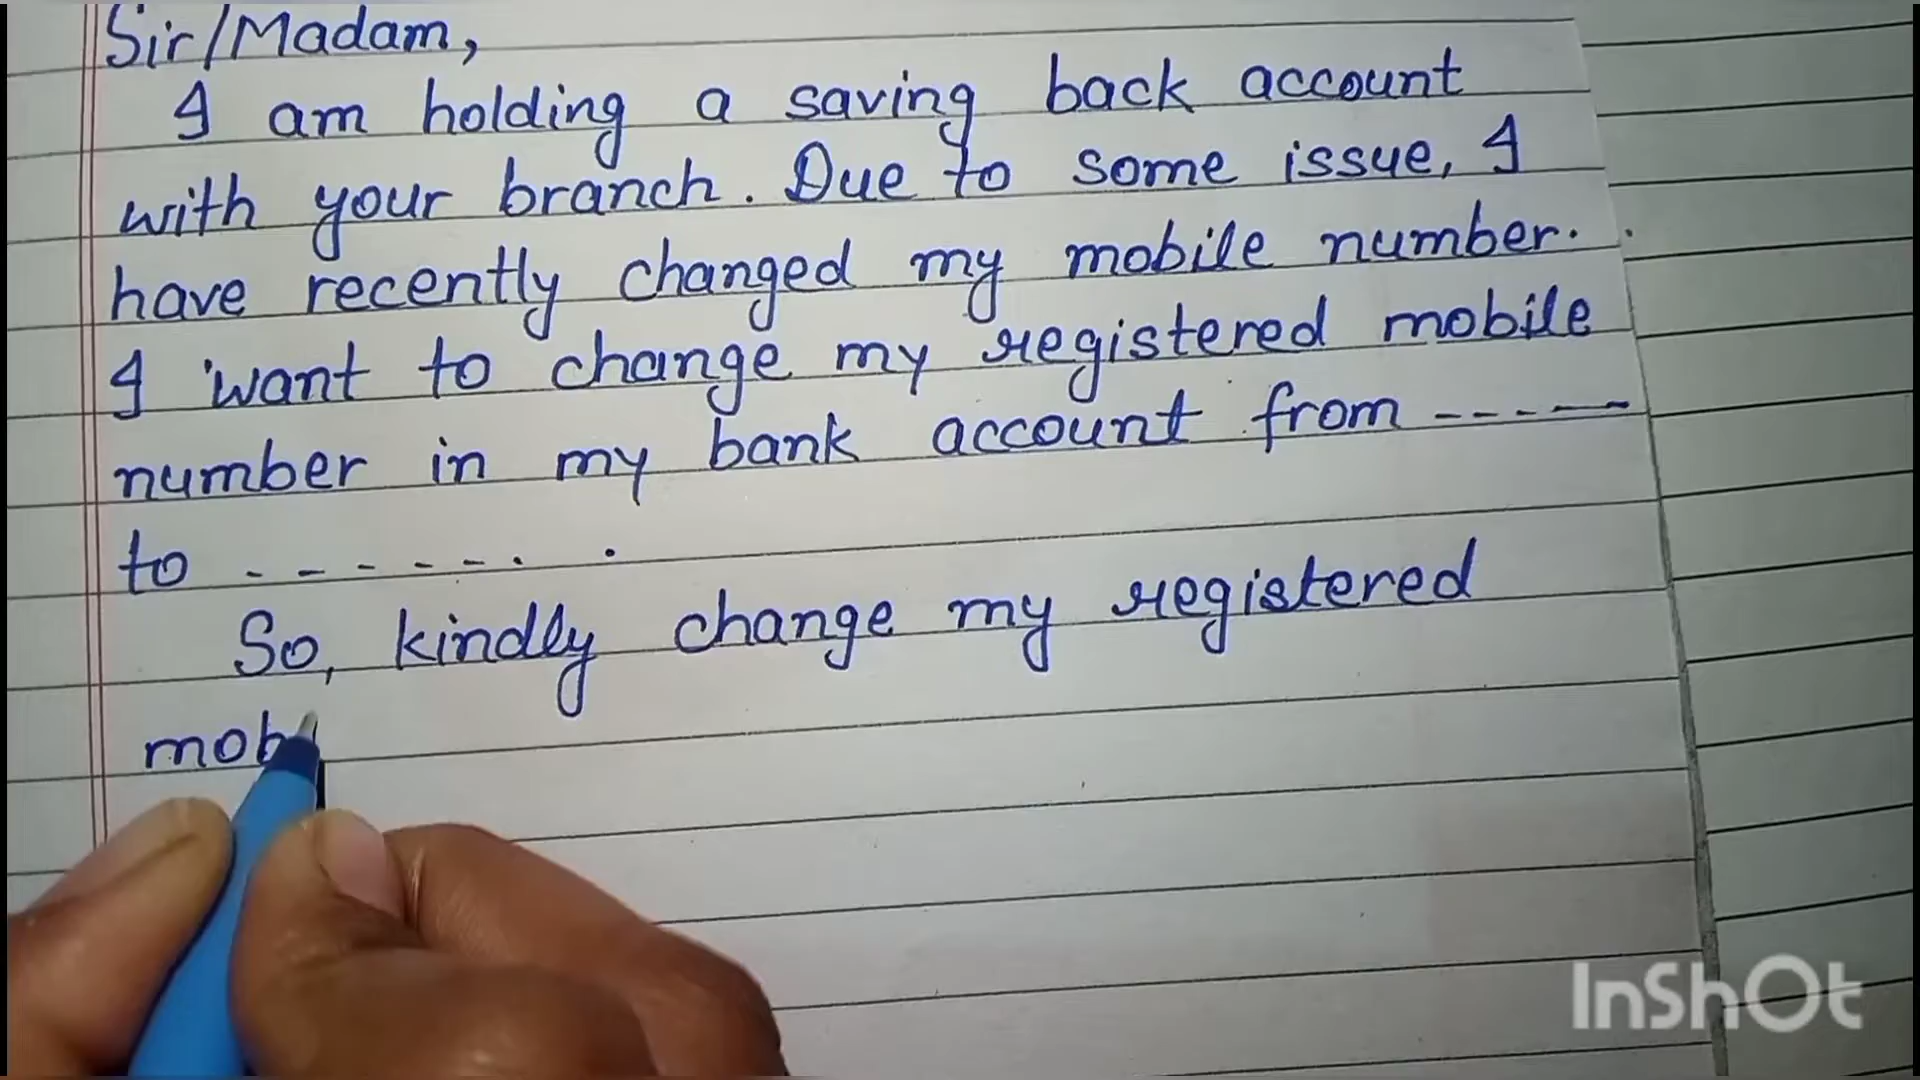 Sir/Madam,
I am holding a saving back account
with your branch. Due to some issue, I
have recently changed my mobile number.
I want to change my registered mobile
number in my bank account from ------
to ------- .
So, kindly change my registered
mob
InShOt